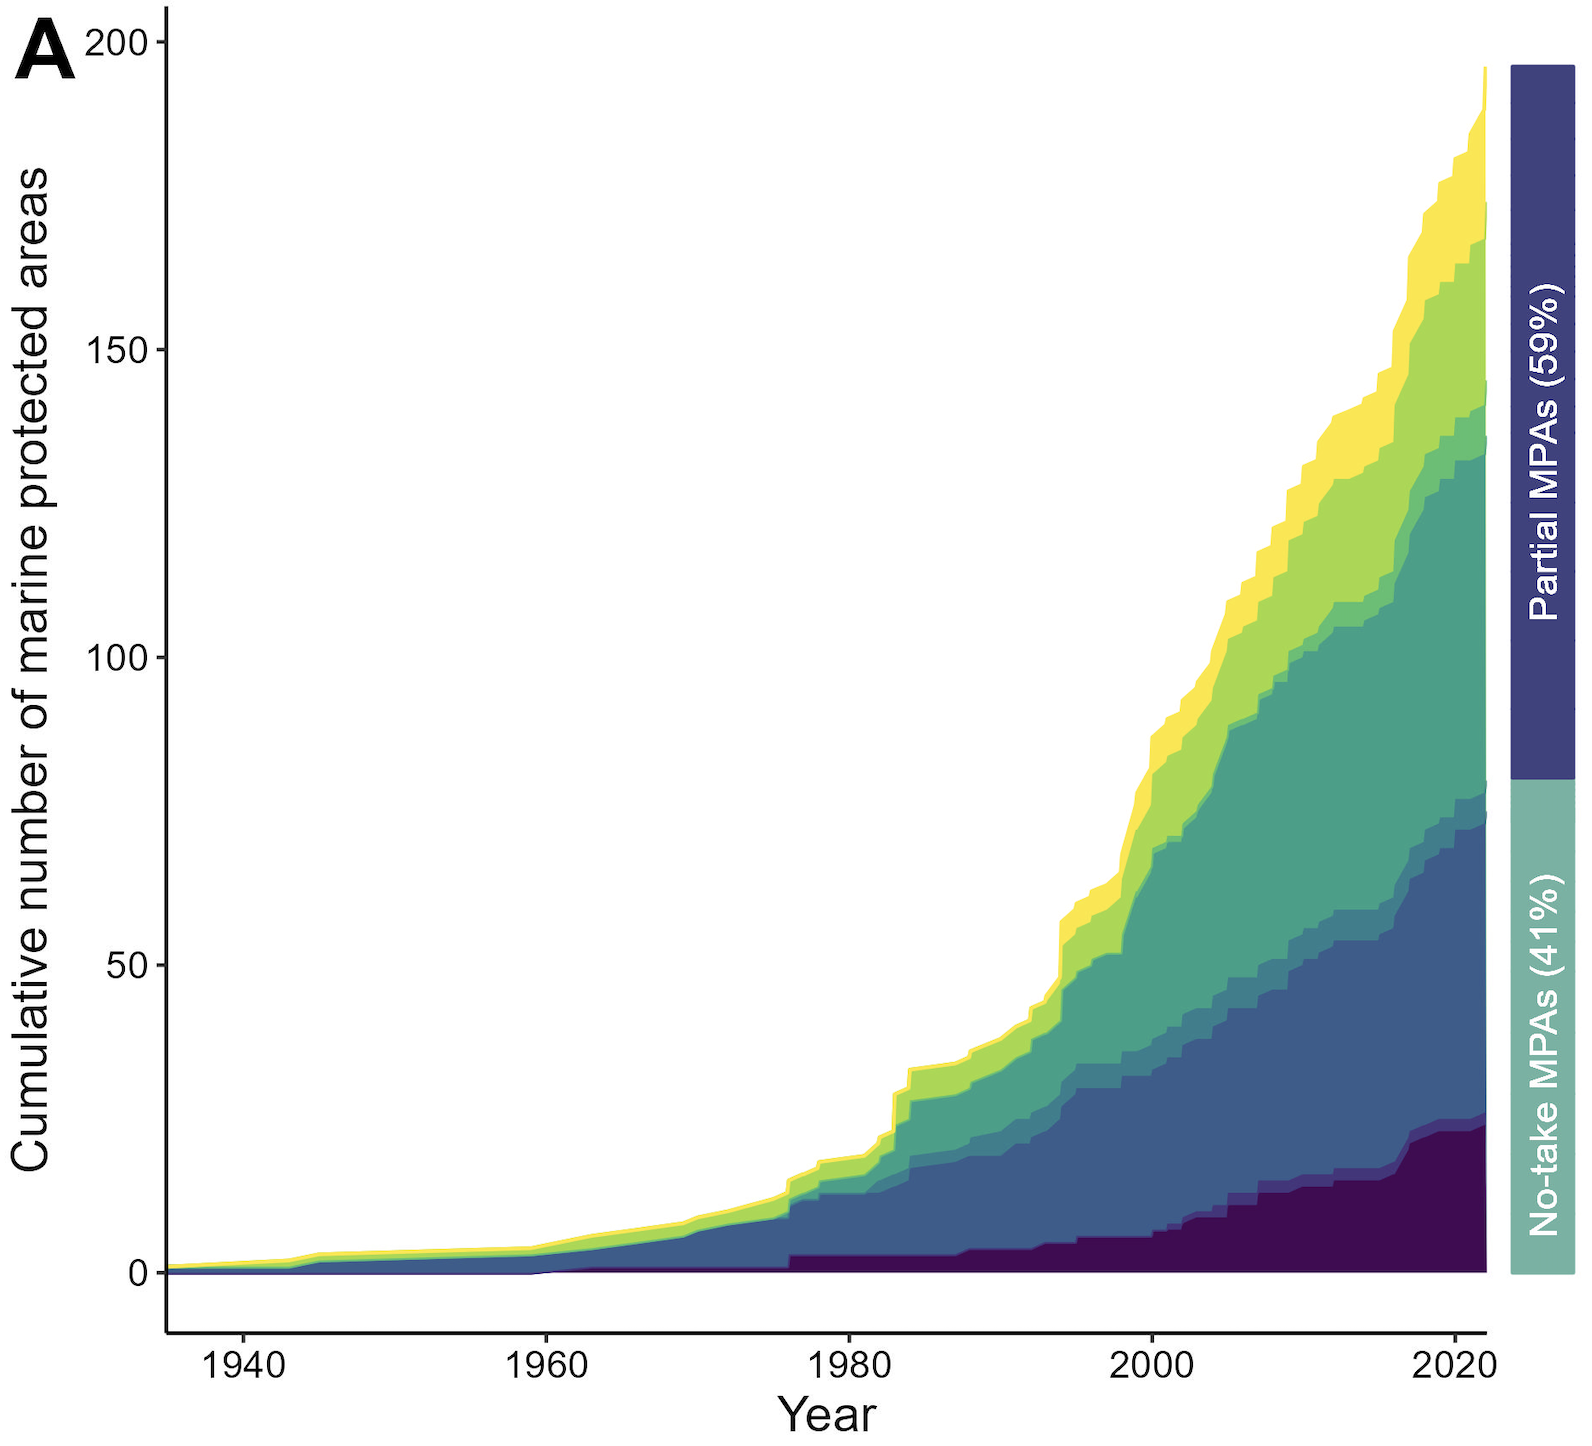 A
Cumulative number of marine protected areas
200
150
100
50
0
1940
1960
1980
2000
2020
Year
Partial MPAs (59%)
No-take MPAs (41%)